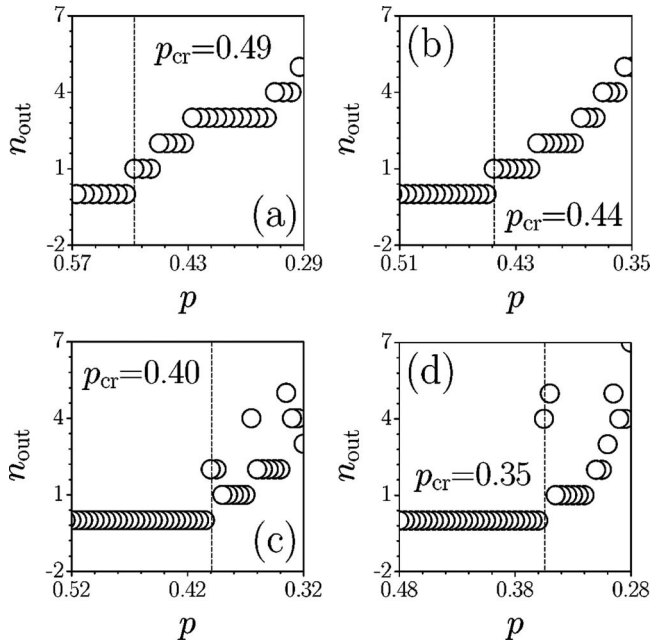 7
4
1
-2
n_out
p_cr=0.49
(a)
0.57
0.43
0.29
p
(b)
7
4
1
-2
n_out
p_cr=0.44
0.51
0.43
0.35
p
7
4
1
-2
n_out
p_cr=0.40
(c)
0.52
0.42
0.32
p
(d)
7
4
1
-2
n_out
p_cr=0.35
0.48
0.38
0.28
p